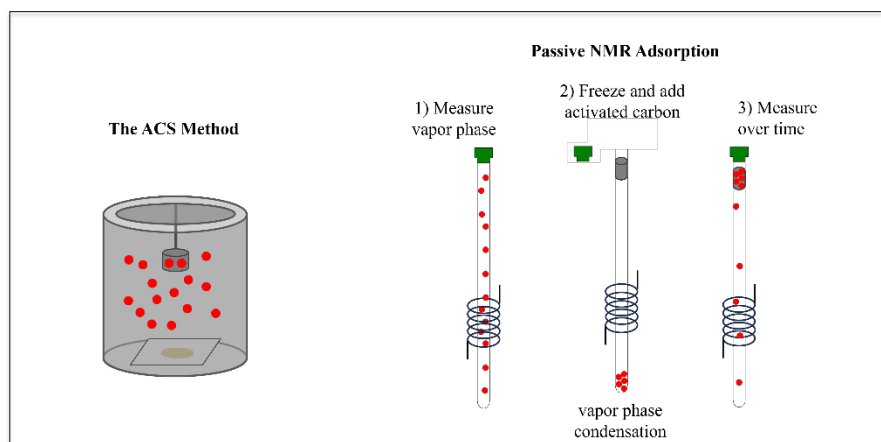 Passive NMR Adsorption
The ACS Method
1) Measure
vapor phase
2) Freeze and add
activated carbon
3) Measure
over time
vapor phase
condensation